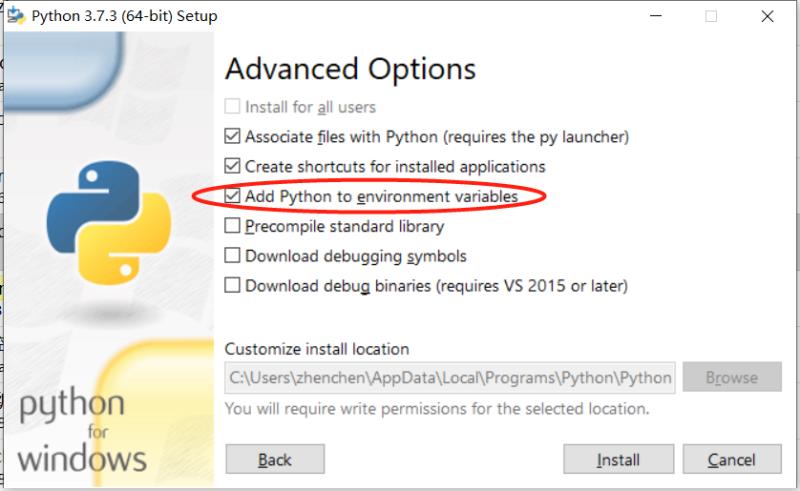 Python 3.7.3 (64-bit) Setup
Advanced Options
Install for all users
Associate files with Python (requires the py launcher)
Create shortcuts for installed applications
Add Python to environment variables
Precompile standard library
Download debugging symbols
Download debug binaries (requires VS 2015 or later)
Customize install location
C:\Users\zhenchen\AppData\Local\Programs\Python\Python
Browse
You will require write permissions for the selected location.
python
for
windows
Back
Install
Cancel